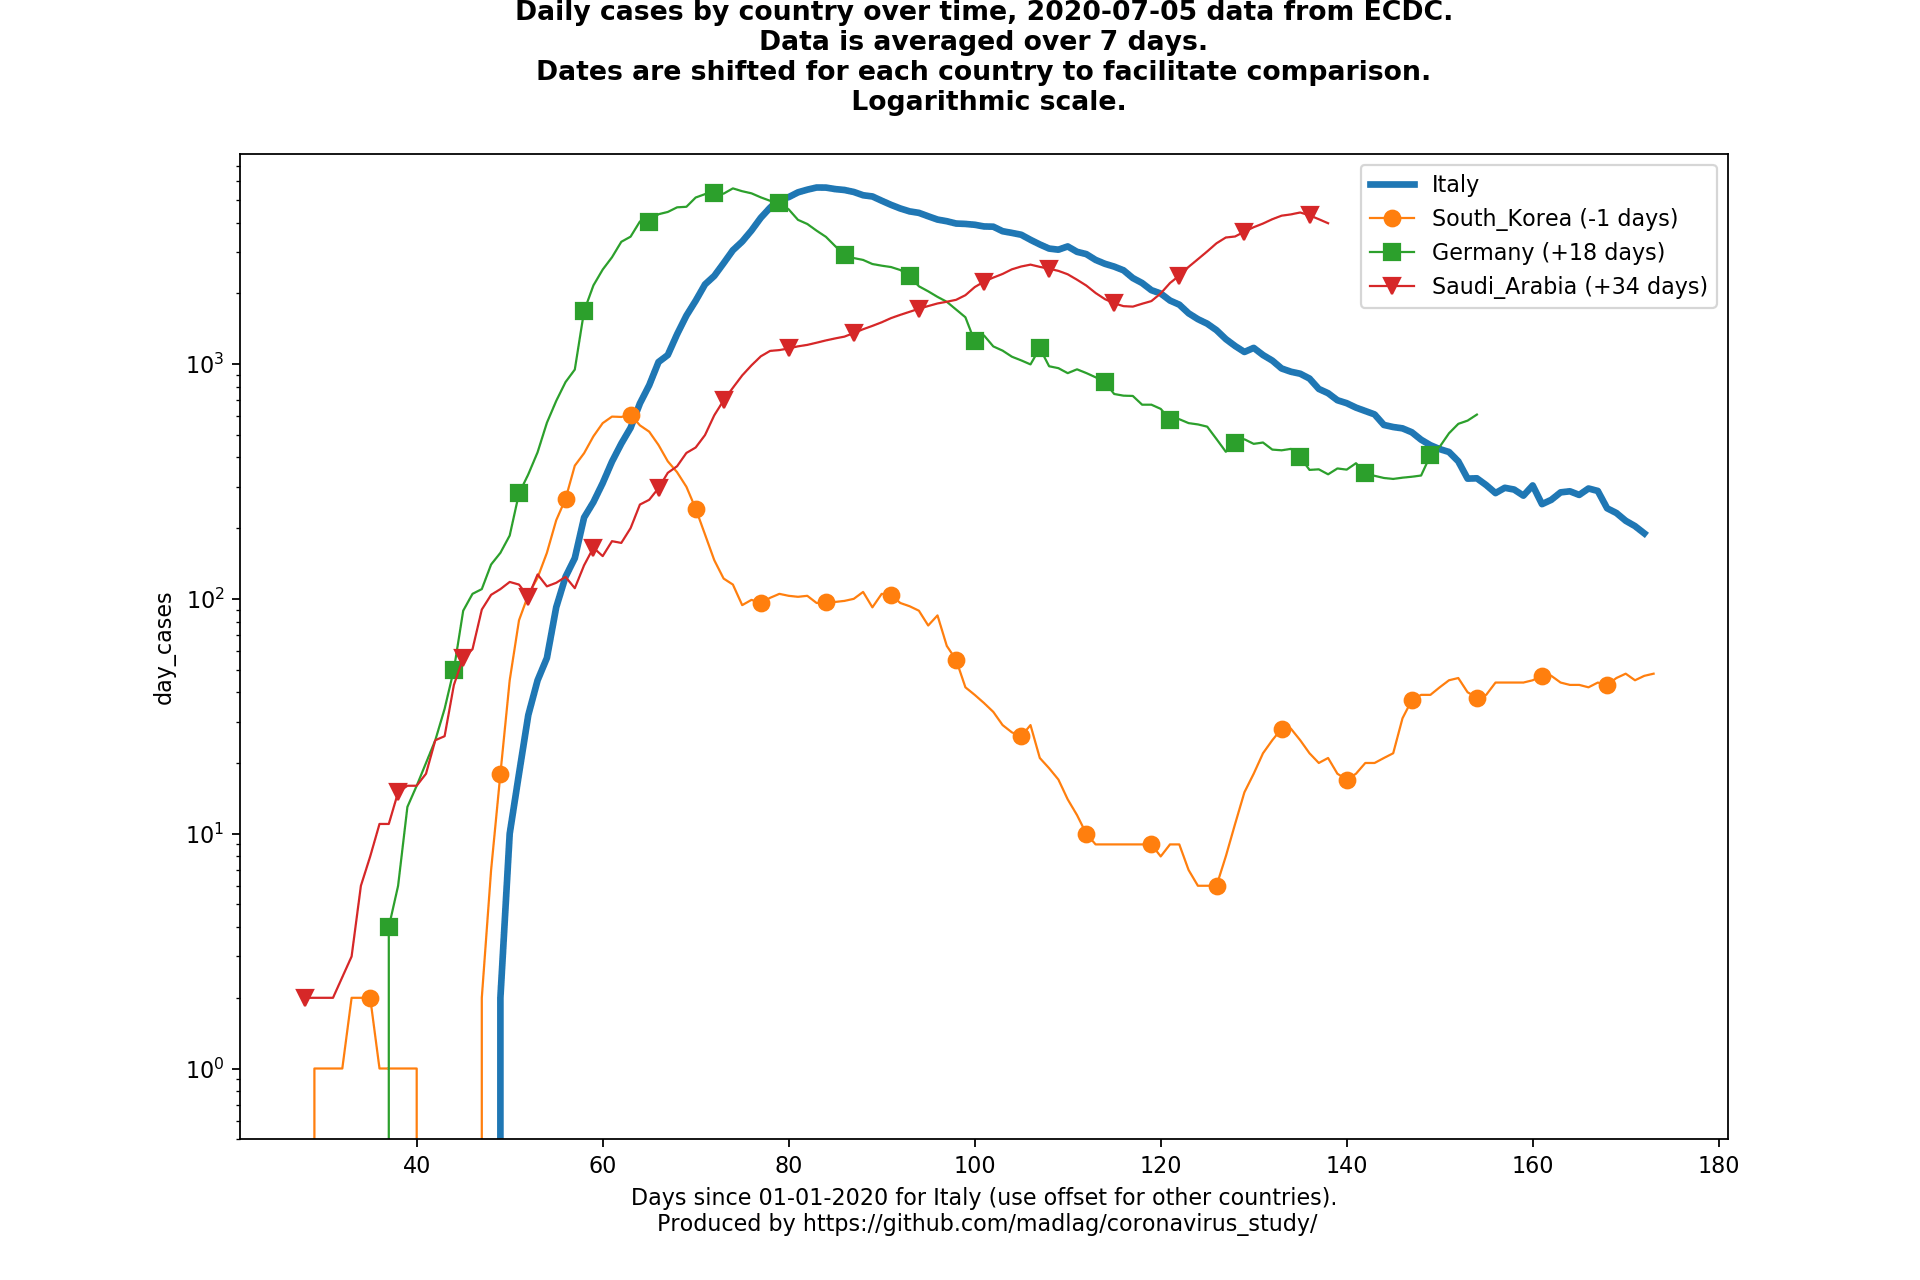 Daily cases by country over time, 2020-07-05 data from ECDC.
Data is averaged over 7 days.
Dates are shifted for each country to facilitate comparison.
Logarithmic scale.
Italy
South_Korea (-1 days)
Germany (+18 days)
Saudi_Arabia (+34 days)
10³
10²
10¹
10⁰
day_cases
40 60 80 100 120 140 160 180
Days since 01-01-2020 for Italy (use offset for other countries).
Produced by https://github.com/madlag/coronavirus_study/